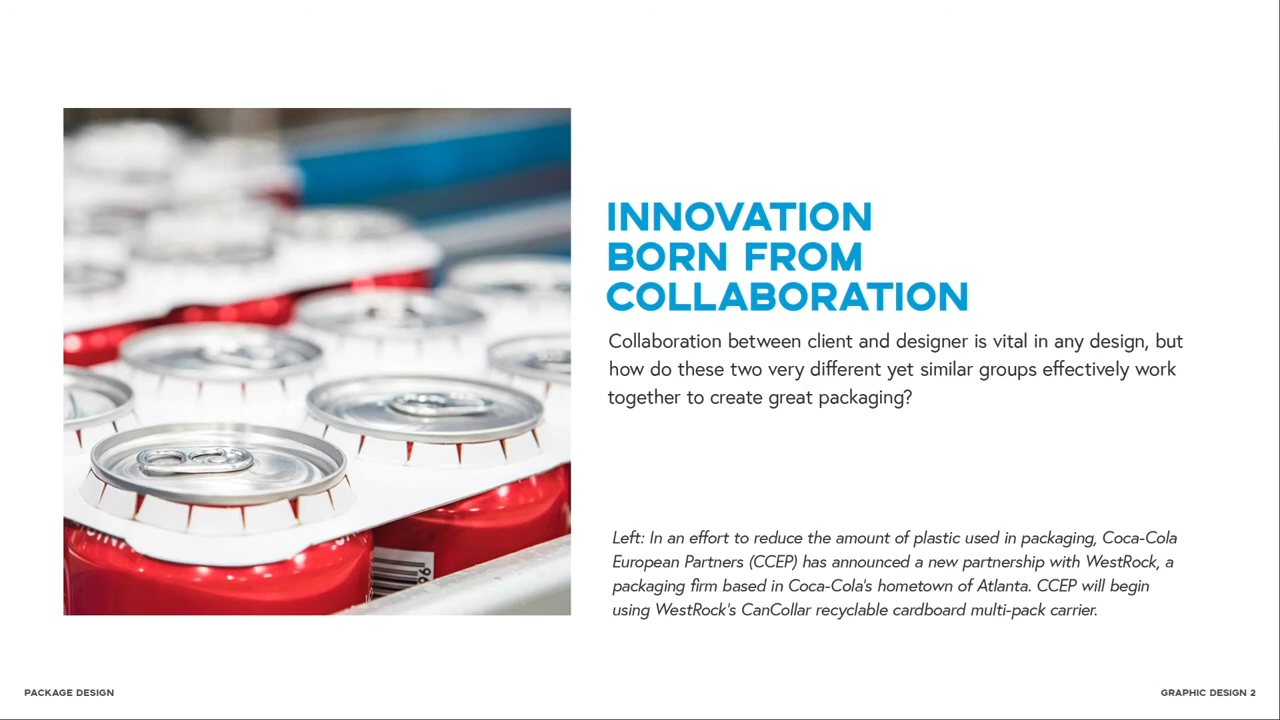 INNOVATION
BORN FROM
COLLABORATION
Collaboration between client and designer is vital in any design, but
how do these two very different yet similar groups effectively work
together to create great packaging?
Left: In an effort to reduce the amount of plastic used in packaging, Coca-Cola
European Partners (CCEP) has announced a new partnership with WestRock, a
packaging firm based in Coca-Cola's hometown of Atlanta. CCEP will begin
using WestRock's CanCollar recyclable cardboard multi-pack carrier.
PACKAGE DESIGN
GRAPHIC DESIGN 2